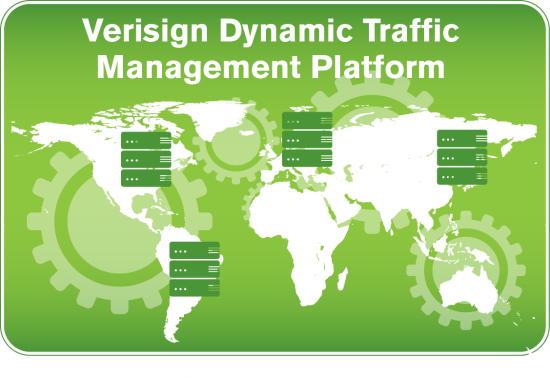 Verisign Dynamic Traffic
Management Platform